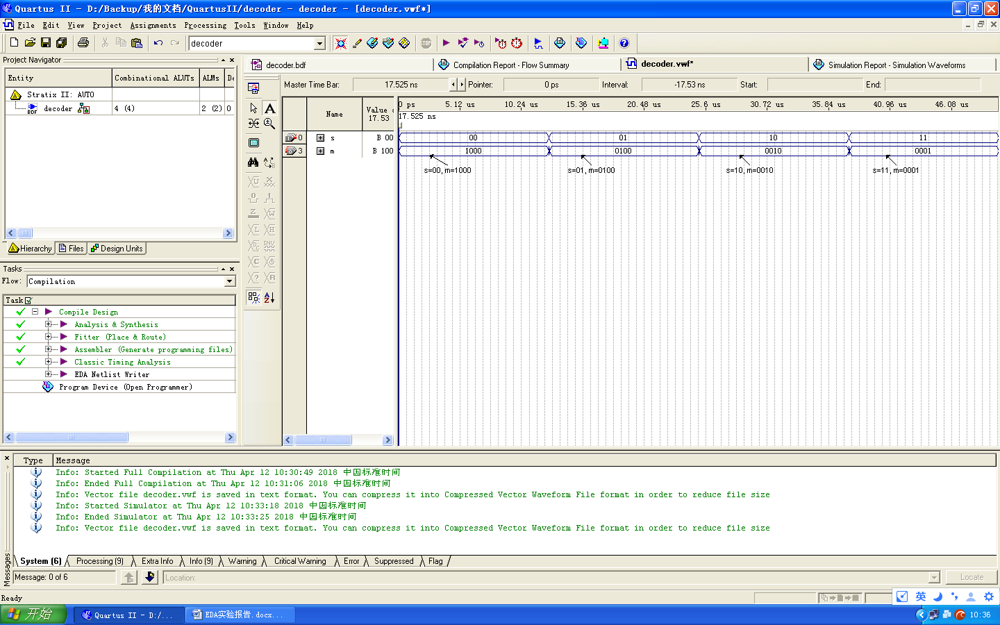 Quartus II - D:/Backup/我的文档/QuartusII/decoder - decoder - [decoder.vwf*]
File Edit View Project Assignments Processing Tools Window Help
decoder
Project Navigator
Entity Combinational ALUTs ALMs De
Stratix II: AUTO
decoder 4 (4) 2 (2) 0
Hierarchy Files Design Units
Tasks
Flow: Compilation
Task
Compile Design
Analysis & Synthesis
Fitter (Place & Route)
Assembler (Generate programming files)
Classic Timing Analysis
EDA Netlist Writer
Program Device (Open Programmer)
decoder.bdf Compilation Report - Flow Summary decoder.vwf* Simulation Report - Simulation Waveforms
Master Time Bar: 17.525 ns Pointer: 0 ps Interval: -17.53 ns Start: End:
Name Value 17.53
0 ps 5.12 us 10.24 us 15.36 us 20.48 us 25.6 us 30.72 us 35.84 us 40.96 us 46.08 us
17.525 ns
0 s B 00 00 01 10 11
3 m B 100 1000 0100 0010 0001
s=00, m=1000 s=01, m=0100 s=10, m=0010 s=11, m=0001
Type Message
Info: Started Full Compilation at Thu Apr 12 10:30:49 2018 中国标准时间
Info: Ended Full Compilation at Thu Apr 12 10:31:06 2018 中国标准时间
Info: Vector file decoder.vwf is saved in text format. You can compress it into Compressed Vector Waveform File format in order to reduce file size
Info: Started Simulator at Thu Apr 12 10:33:18 2018 中国标准时间
Info: Ended Simulator at Thu Apr 12 10:33:25 2018 中国标准时间
Info: Vector file decoder.vwf is saved in text format. You can compress it into Compressed Vector Waveform File format in order to reduce file size
System (6) Processing (9) Extra Info Info (9) Warning Critical Warning Error Suppressed Flag
Messages
Message: 0 of 6 Location: Locate
Ready
英
开始 Quartus II - D:/... EDA实验报告.docx... 10:36